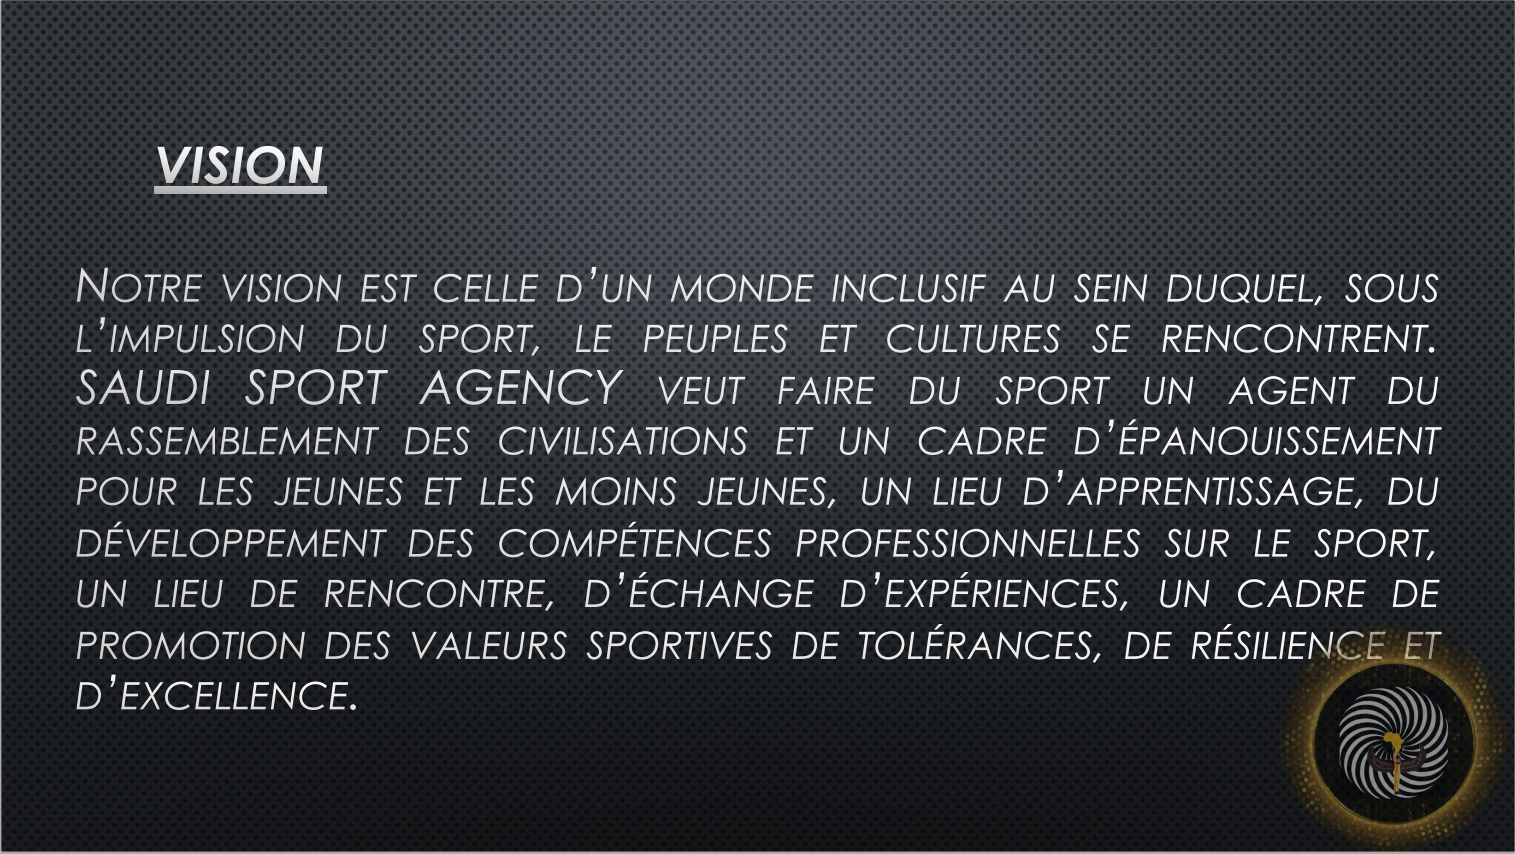 VISION
NOTRE VISION EST CELLE D’UN MONDE INCLUSIF AU SEIN DUQUEL, SOUS
L’IMPULSION DU SPORT, LE PEUPLES ET CULTURES SE RENCONTRENT.
SAUDI SPORT AGENCY VEUT FAIRE DU SPORT UN AGENT DU
RASSEMBLEMENT DES CIVILISATIONS ET UN CADRE D’ÉPANOUISSEMENT
POUR LES JEUNES ET LES MOINS JEUNES, UN LIEU D’APPRENTISSAGE, DU
DÉVELOPPEMENT DES COMPÉTENCES PROFESSIONNELLES SUR LE SPORT,
UN LIEU DE RENCONTRE, D’ÉCHANGE D’EXPÉRIENCES, UN CADRE DE
PROMOTION DES VALEURS SPORTIVES DE TOLÉRANCES, DE RÉSILIENCE ET
D’EXCELLENCE.